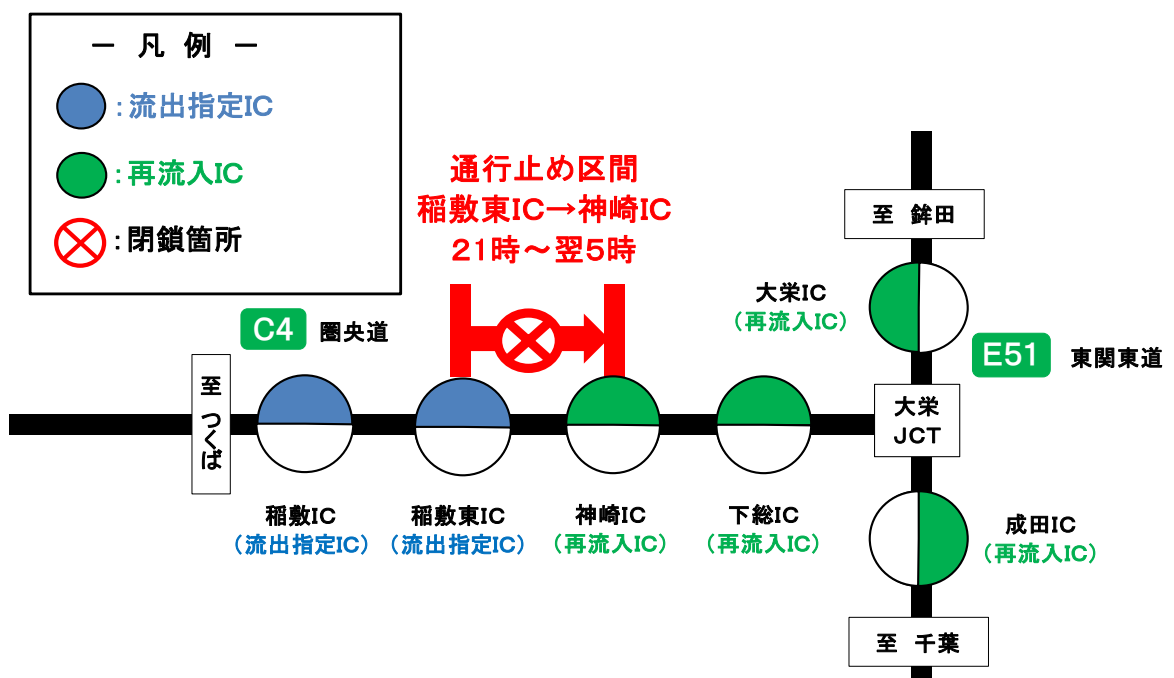 － 凡 例 －
：流出指定IC
：再流入IC
：閉鎖箇所
通行止め区間
稲敷東IC→神崎IC
21時～翌5時
至 鉾田
大栄IC
（再流入IC）
C4 圏央道
E51 東関東道
至 つくば
大栄
JCT
稲敷IC
（流出指定IC）
稲敷東IC
（流出指定IC）
神崎IC
（再流入IC）
下総IC
（再流入IC）
成田IC
（再流入IC）
至 千葉